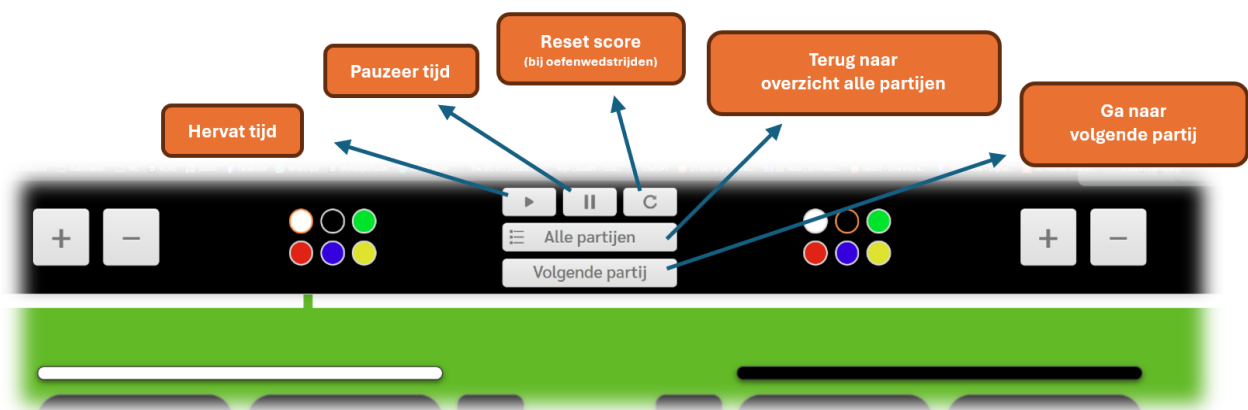 Reset score
(bij oefenwedstrijden)
Pauzeer tijd
Terug naar
overzicht alle partijen
Ga naar
volgende partij
Hervat tijd
+
−
Alle partijen
Volgende partij
+
−